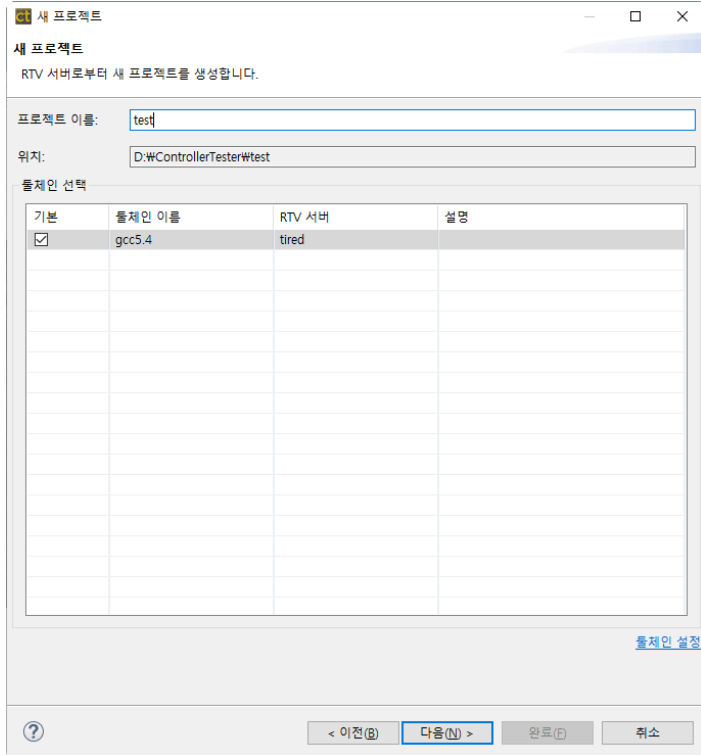 ct 새 프로젝트
새 프로젝트
RTV 서버로부터 새 프로젝트를 생성합니다.
프로젝트 이름: test
위치: D:₩ControllerTester₩test
툴체인 선택
기본 툴체인 이름 RTV 서버 설명
gcc5.4 tired
툴체인 설정
? < 이전(B) 다음(N) > 완료(F) 취소